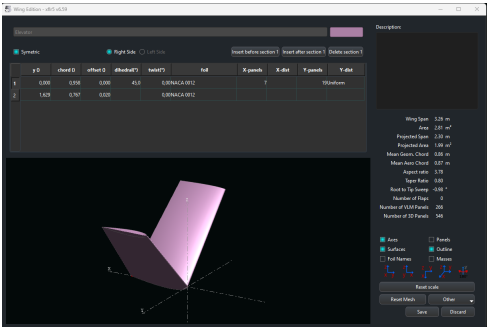 Wing Edition - xflr5 v6.59
Description:
Elevator
Symetric
Right Side
Left Side
Insert before section 1
Insert after section 1
Delete section 1
y () chord () offset () dihedral(°) twist(°) foil X-panels X-dist Y-panels Y-dist
1 0,000 0,958 0,000 45,0 0,00 NACA 0012 7 19 Uniform
2 1,629 0,767 0,020 0,00 NACA 0012
Wing Span 3.26 m
Area 2.81 m²
Projected Span 2.30 m
Projected Area 1.99 m²
Mean Geom. Chord 0.86 m
Mean Aero Chord 0.87 m
Aspect ratio 3.78
Taper Ratio 0.80
Root to Tip Sweep -0.98 °
Number of Flaps 0
Number of VLM Panels 266
Number of 3D Panels 546
Axes
Panels
Surfaces
Outline
Foil Names
Masses
Reset scale
Reset Mesh
Other
Save
Discard